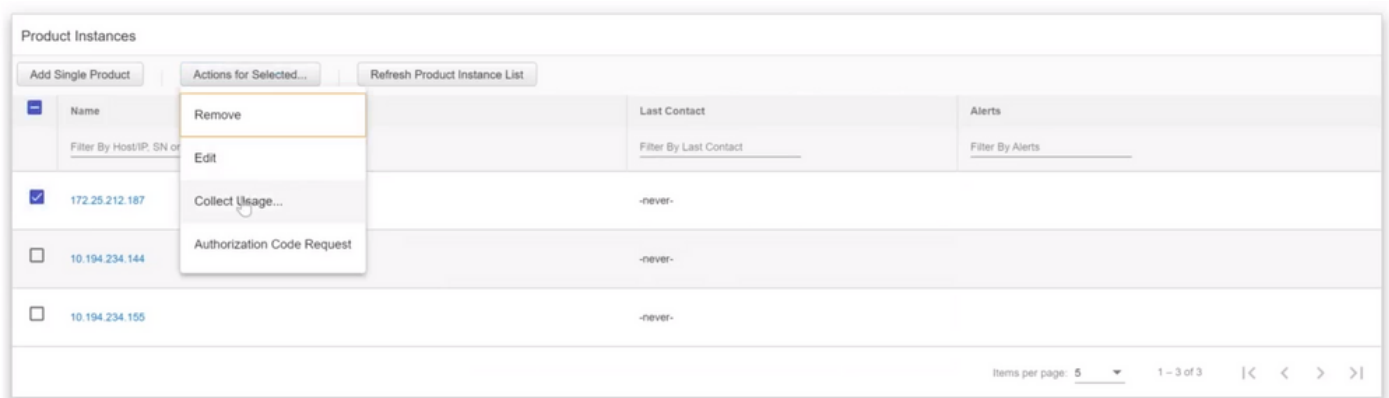 Product Instances
Add Single Product Actions for Selected... Refresh Product Instance List
Name Last Contact Alerts
Remove
Filter By Host/IP, SN or Filter By Last Contact Filter By Alerts
Edit
172.25.212.187 Collect Usage... -never-
Authorization Code Request
10.194.234.144 -never-
10.194.234.155 -never-
Items per page: 5 1 – 3 of 3